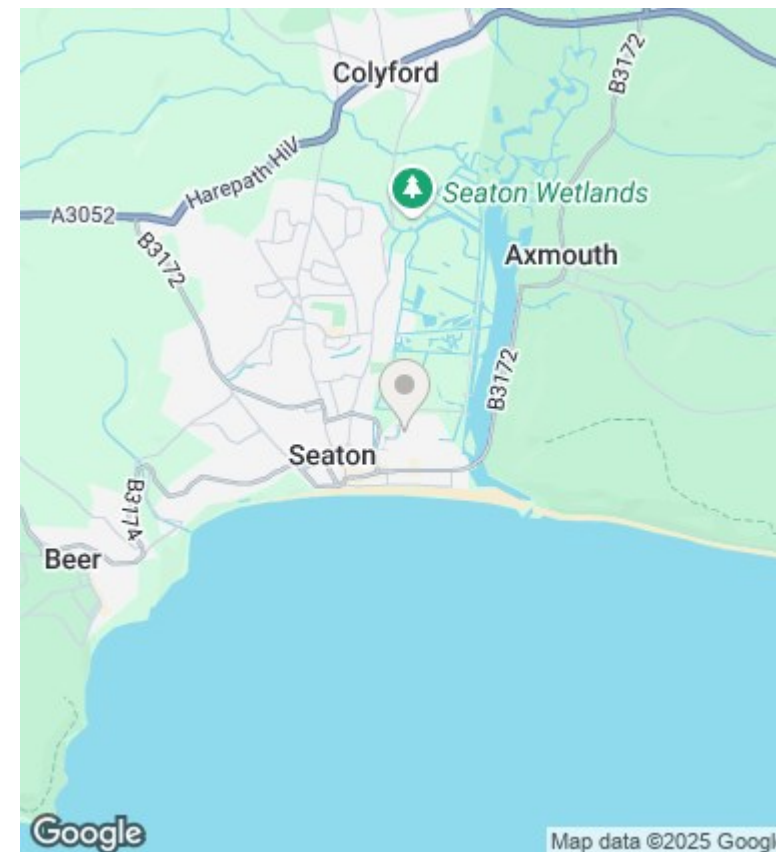 Colyford
B3172
Harepath Hill
Seaton Wetlands
A3052
B3172
Axmouth
B3172
Seaton
B3174
Beer
Google
Map data ©2025 Googl